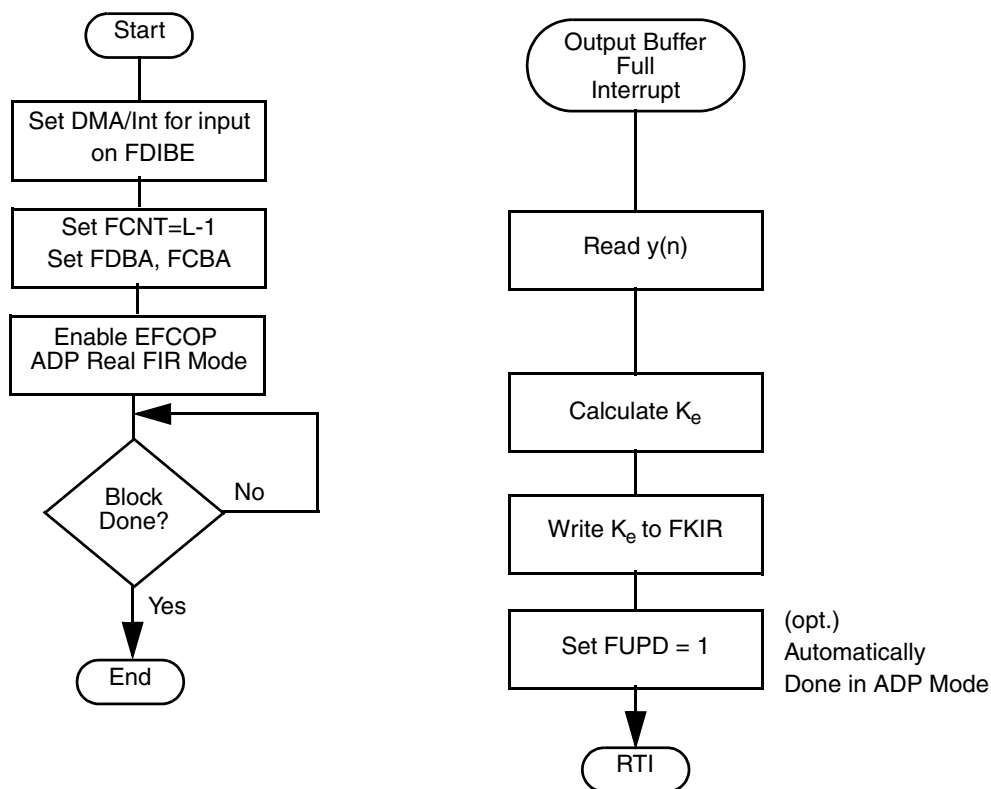 Start
Set DMA/Int for input
on FDIBE
Set FCNT=L-1
Set FDBA, FCBA
Enable EFCOP
ADP Real FIR Mode
Block
Done?
No
Yes
End
Output Buffer
Full
Interrupt
Read y(n)
Calculate Ke
Write Ke to FKIR
Set FUPD = 1
(opt.)
Automatically
Done in ADP Mode
RTI